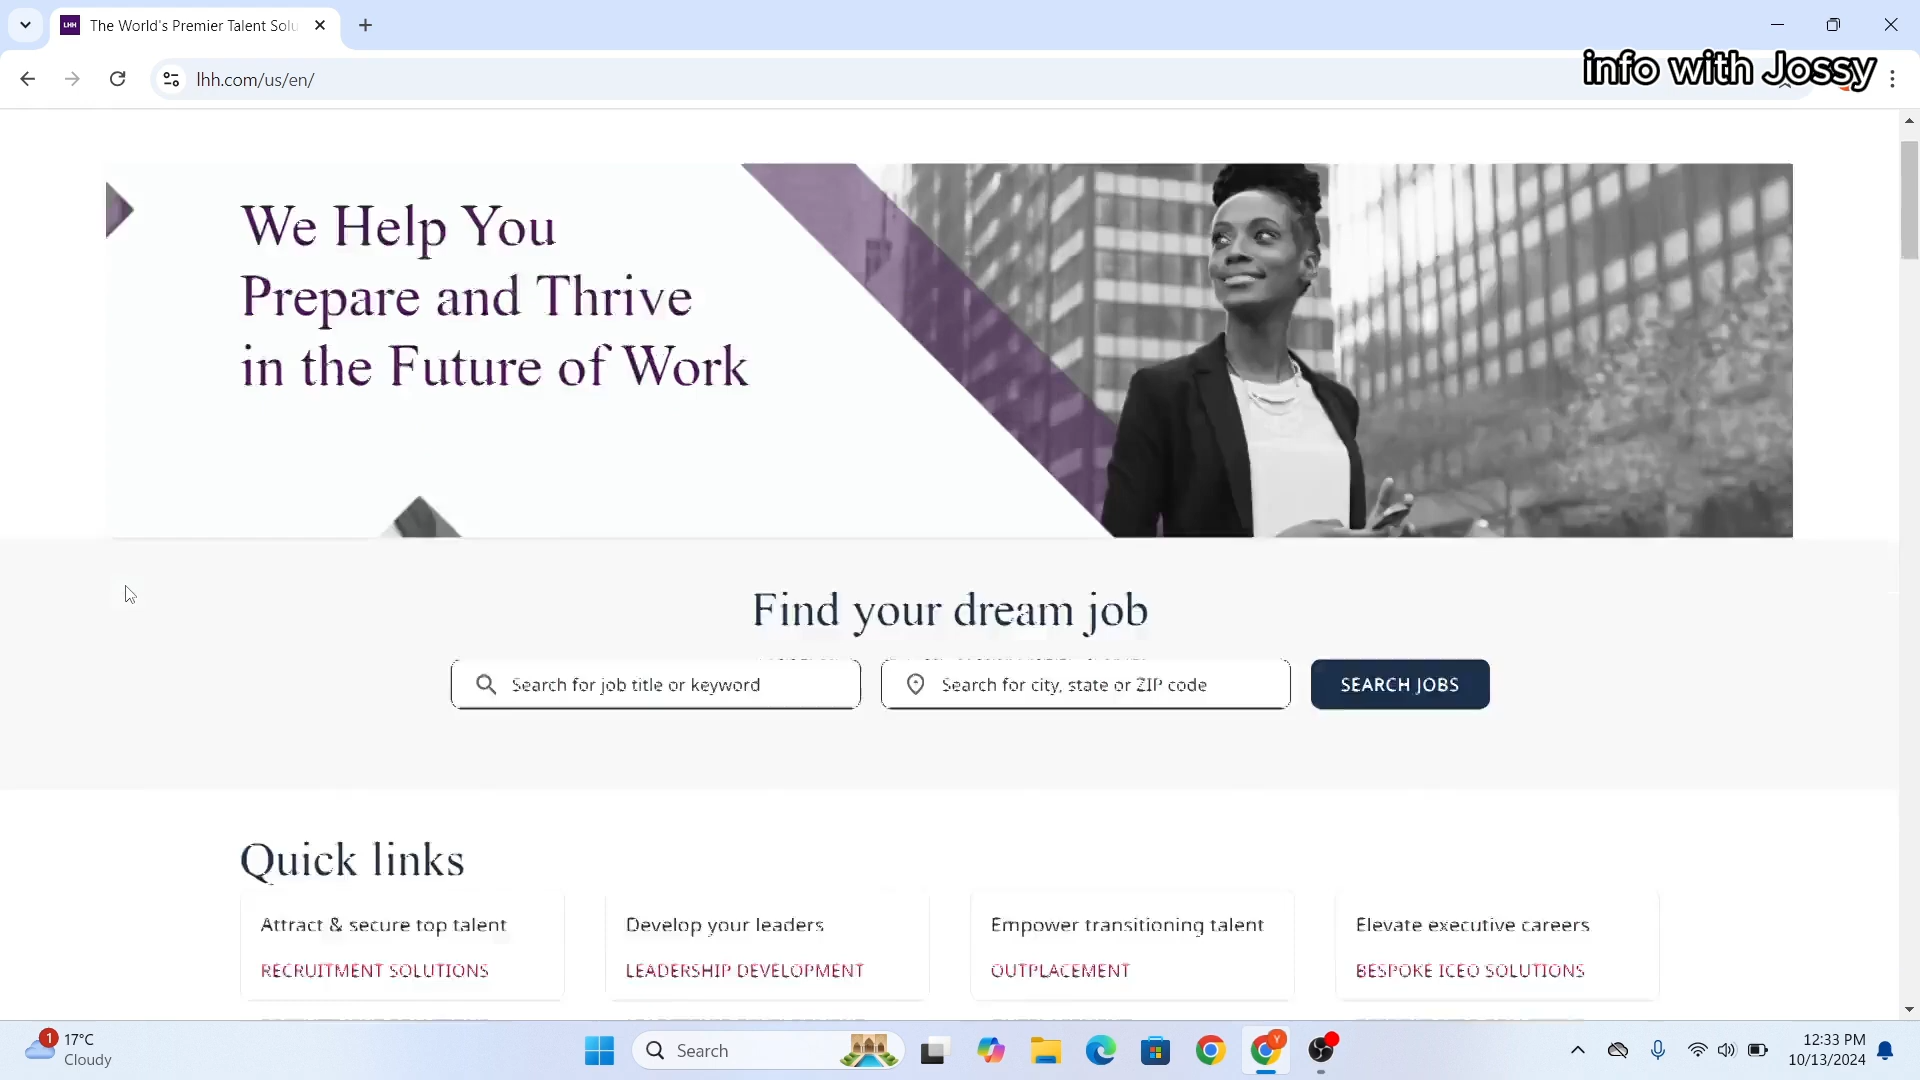 LHH
The World's Premier Talent Solu
lhh.com/us/en/
info with Jossy
We Help You
Prepare and Thrive
in the Future of Work
Find your dream job
Search for job title or keyword
Search for city, state or ZIP code
SEARCH JOBS
Quick links
Attract & secure top talent
RECRUITMENT SOLUTIONS
Develop your leaders
LEADERSHIP DEVELOPMENT
Empower transitioning talent
OUTPLACEMENT
Elevate executive careers
BESPOKE ICEO SOLUTIONS
1
17°C
Cloudy
Search
Y
12:33 PM
10/13/2024